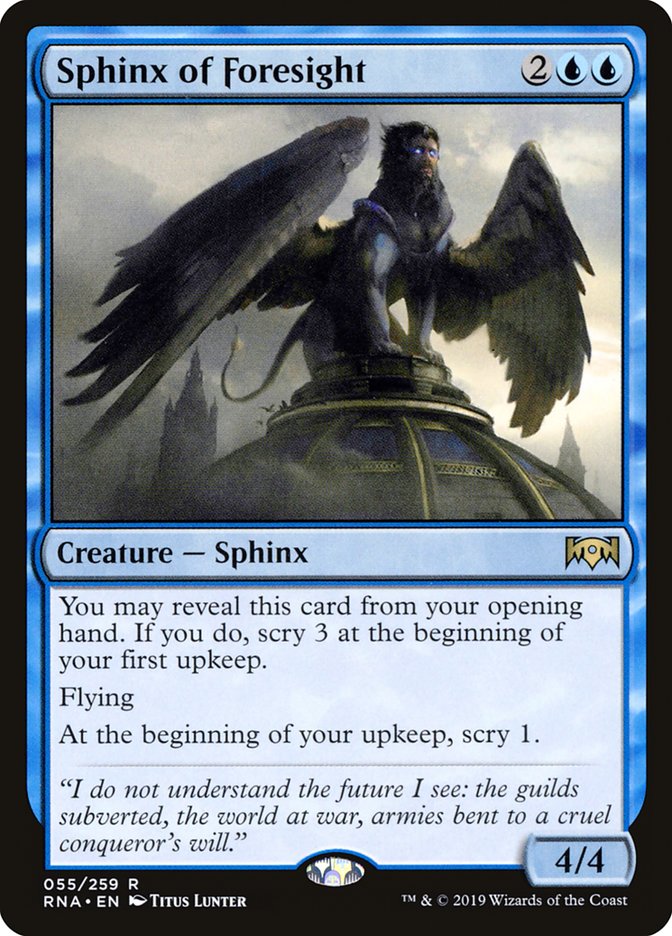 Sphinx of Foresight
2
Creature — Sphinx
You may reveal this card from your opening
hand. If you do, scry 3 at the beginning of
your first upkeep.
Flying
At the beginning of your upkeep, scry 1.
“I do not understand the future I see: the guilds
subverted, the world at war, armies bent to a cruel
conqueror’s will.”
4/4
055/259 R
RNA • EN Titus Lunter
™ & © 2019 Wizards of the Coast